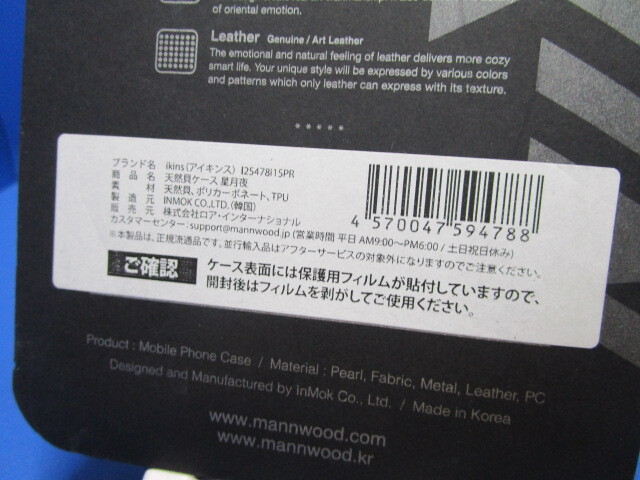 of oriental emotion.
Leather Genuine / Art Leather
The emotional and natural feeling of leather delivers more cozy
smart life. Your unique style will be expressed by various colors
and patterns which only leather can express with its texture.
ブランド名 ikins(アイキンス) I25478i15PR
商品名 天然貝ケース 星月夜
素材 天然貝、ポリカーボネート、TPU
製造元 INMOK CO.,LTD.(韓国)
販売元 株式会社ロア・インターナショナル
カスタマーセンター:support@mannwood.jp (営業時間 平日 AM9:00~PM6:00 / 土日祝日休み)
※本製品は、正規流通品です。並行輸入品はアフターサービスの対象外になりますのでご注意ください。
4 570047 594788
ご確認 ケース表面には保護用フィルムが貼付していますので、
開封後はフィルムを剥がしてご使用ください。
Product : Mobile Phone Case / Material : Pearl, Fabric, Metal, Leather, PC
Designed and Manufactured by InMok Co., Ltd. / Made in Korea
www.mannwood.com
www.mannwood.kr